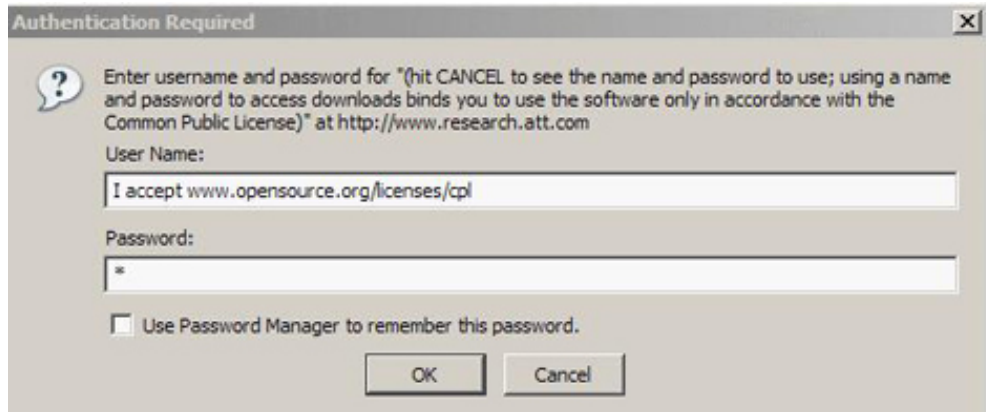 Authentication Required
Enter username and password for "(hit CANCEL to see the name and password to use; using a name
and password to access downloads binds you to use the software only in accordance with the
Common Public License)" at http://www.research.att.com
User Name:
I accept www.opensource.org/licenses/cpl
Password:
*
Use Password Manager to remember this password.
OK Cancel